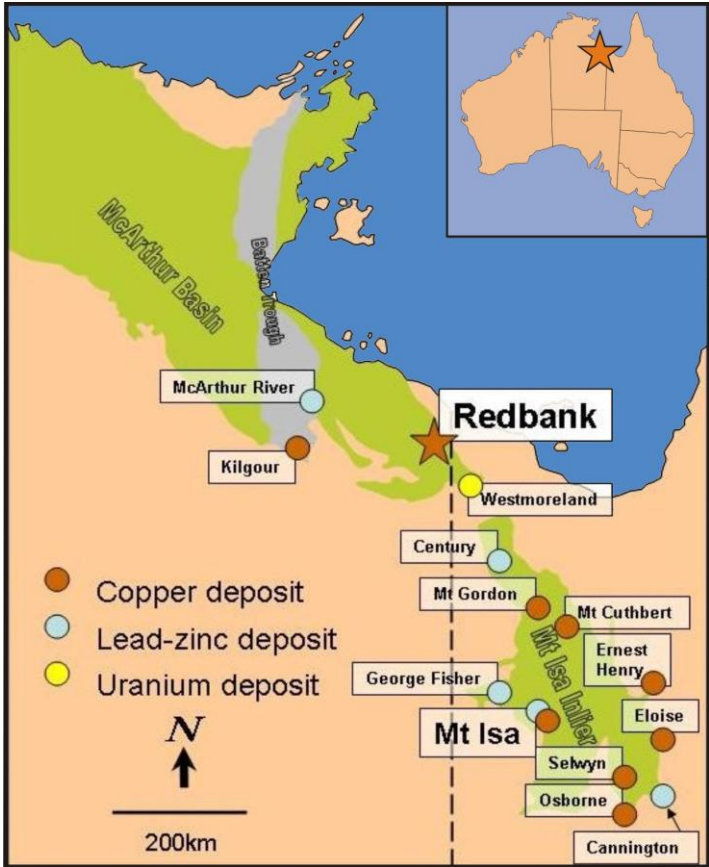 McArthur Basin
Batten Trough
McArthur River
Redbank
Kilgour
Westmoreland
Century
Mt Gordon
Mt Cuthbert
Copper deposit
Lead-zinc deposit
Uranium deposit
Mt Isa Inlier
Ernest
Henry
George Fisher
Eloise
Mt Isa
N
Selwyn
Osborne
200km
Cannington